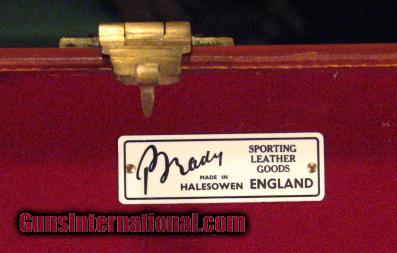 Brady
SPORTING
LEATHER
GOODS
MADE IN
HALESOWEN ENGLAND
GunsInternational.com